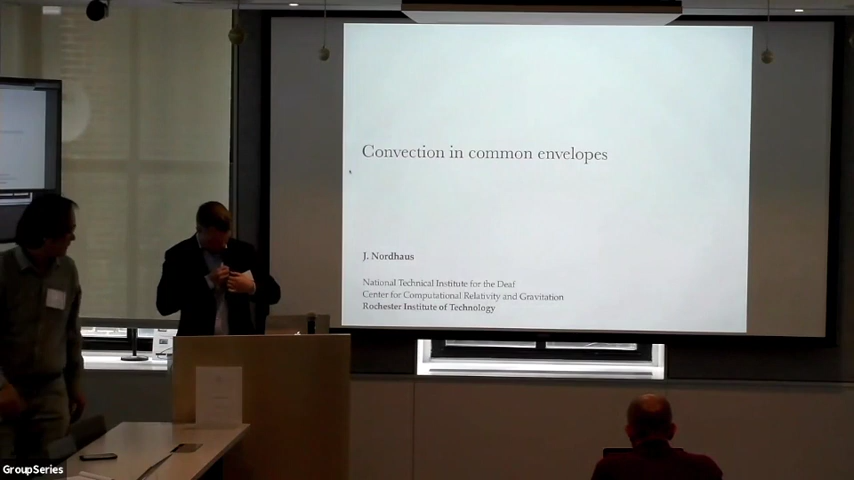 Convection in common envelopes
J. Nordhaus
National Technical Institute for the Deaf
Center for Computational Relativity and Gravitation
Rochester Institute of Technology
GroupSeries